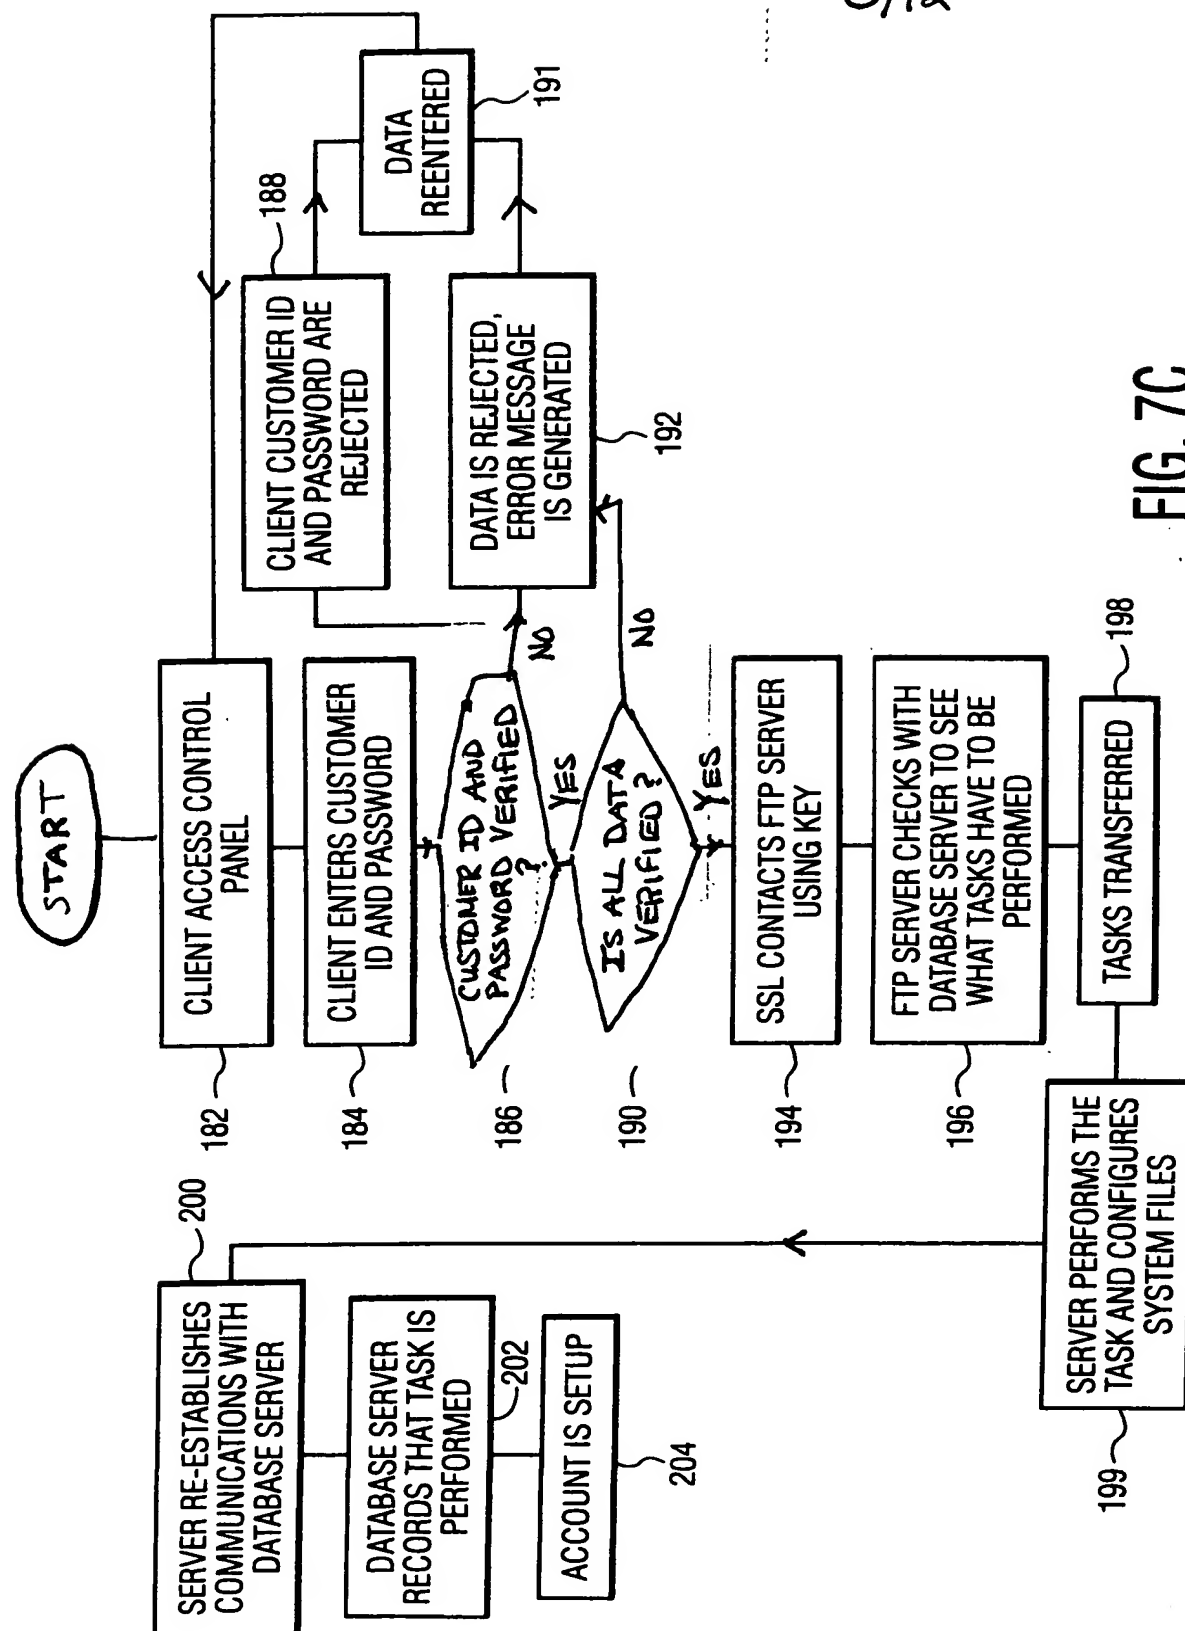 START
CLIENT ACCESS CONTROL
PANEL
182
CLIENT ENTERS CUSTOMER
ID AND PASSWORD
184
CUSTOMER ID AND
PASSWORD VERIFIED
?
186
NO
YES
CLIENT CUSTOMER ID
AND PASSWORD ARE
REJECTED
188
IS ALL DATA
VERIFIED?
190
NO
YES
DATA
REENTERED
191
DATA IS REJECTED,
ERROR MESSAGE
IS GENERATED
192
SSL CONTACTS FTP SERVER
USING KEY
194
FTP SERVER CHECKS WITH
DATABASE SERVER TO SEE
WHAT TASKS HAVE TO BE
PERFORMED
196
TASKS TRANSFERRED
198
SERVER PERFORMS THE
TASK AND CONFIGURES
SYSTEM FILES
199
SERVER RE-ESTABLISHES
COMMUNICATIONS WITH
DATABASE SERVER
200
DATABASE SERVER
RECORDS THAT TASK IS
PERFORMED
202
ACCOUNT IS SETUP
204
FIG. 7C